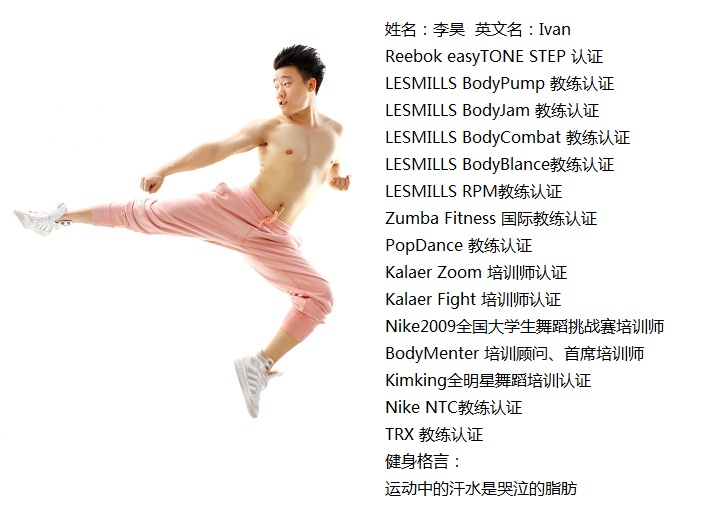 姓名：李昊  英文名：Ivan
Reebok easyTONE STEP 认证
LESMILLS BodyPump 教练认证
LESMILLS BodyJam 教练认证
LESMILLS BodyCombat 教练认证
LESMILLS BodyBlance教练认证
LESMILLS RPM教练认证
Zumba Fitness 国际教练认证
PopDance 教练认证
Kalaer Zoom 培训师认证
Kalaer Fight 培训师认证
Nike2009全国大学生舞蹈挑战赛培训师
BodyMenter 培训顾问、首席培训师
Kimking全明星舞蹈培训认证
Nike NTC教练认证
TRX 教练认证
健身格言：
运动中的汗水是哭泣的脂肪